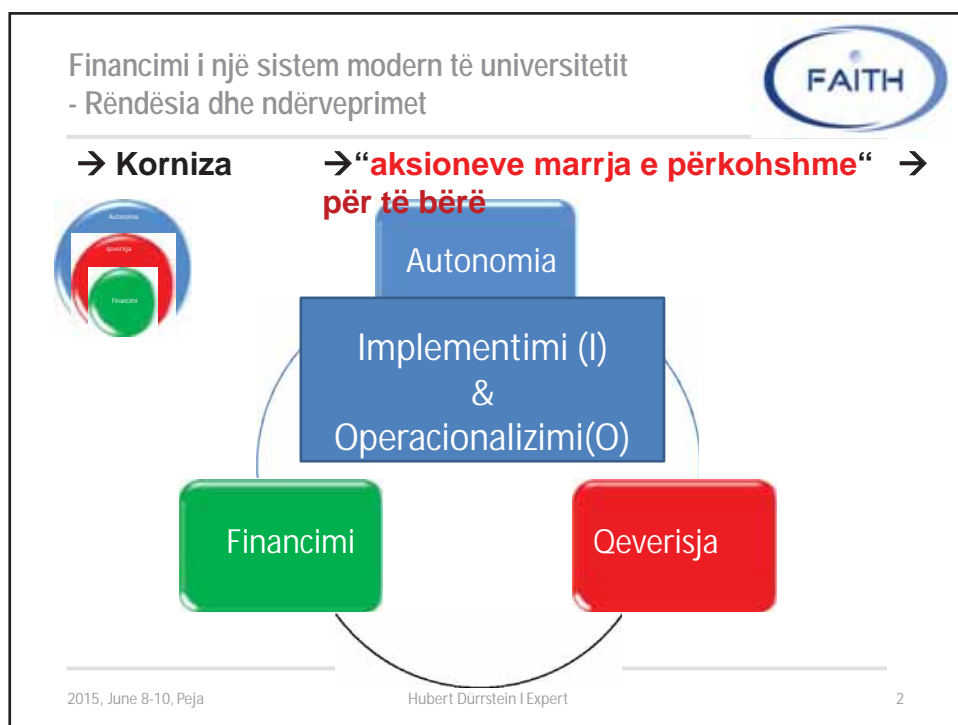 Financimi i një sistem modern të universitetit
- Rëndësia dhe ndërveprimet
FAITH
→ Korniza →“aksioneve marrja e përkohshme“ →
për të bërë
Autonomia
qeverisja
Financimi
Autonomia
Implementimi (I)
&
Operacionalizimi(O)
Financimi
Qeverisja
2015, June 8-10, Peja Hubert Dürrstein I Expert 2